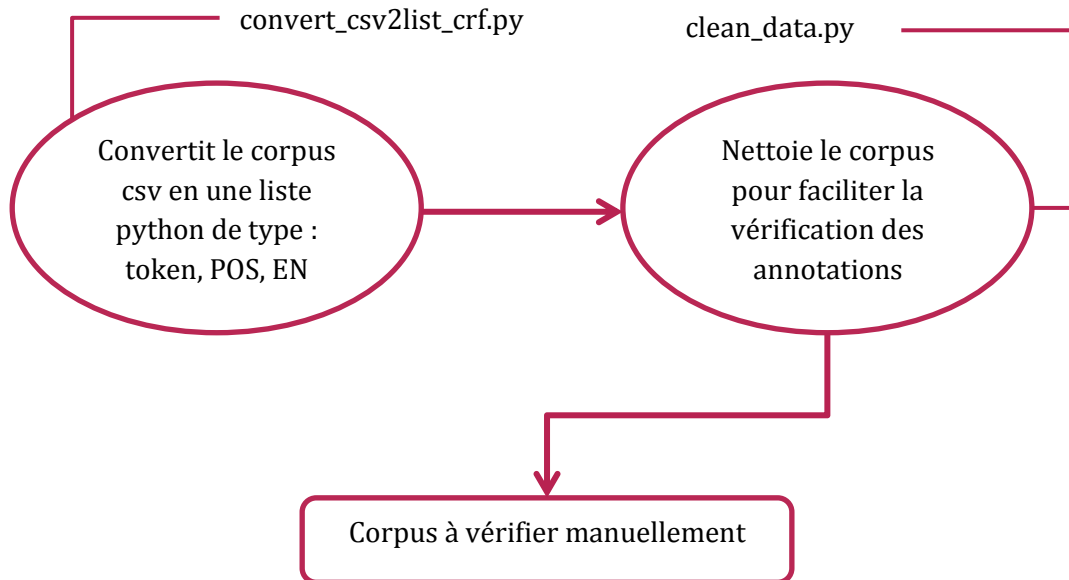 convert_csv2list_crf.py
clean_data.py
Convertit le corpus
csv en une liste
python de type :
token, POS, EN
Nettoie le corpus
pour faciliter la
vérification des
annotations
Corpus à vérifier manuellement